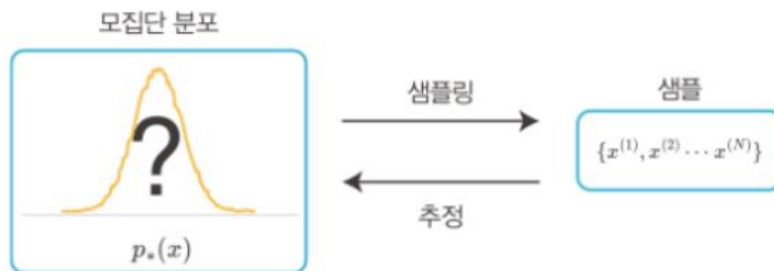 모집단 분포
?
p_*(x)
샘플링
추정
샘플
{x^{(1)}, x^{(2)} ⋯ x^{(N)}}